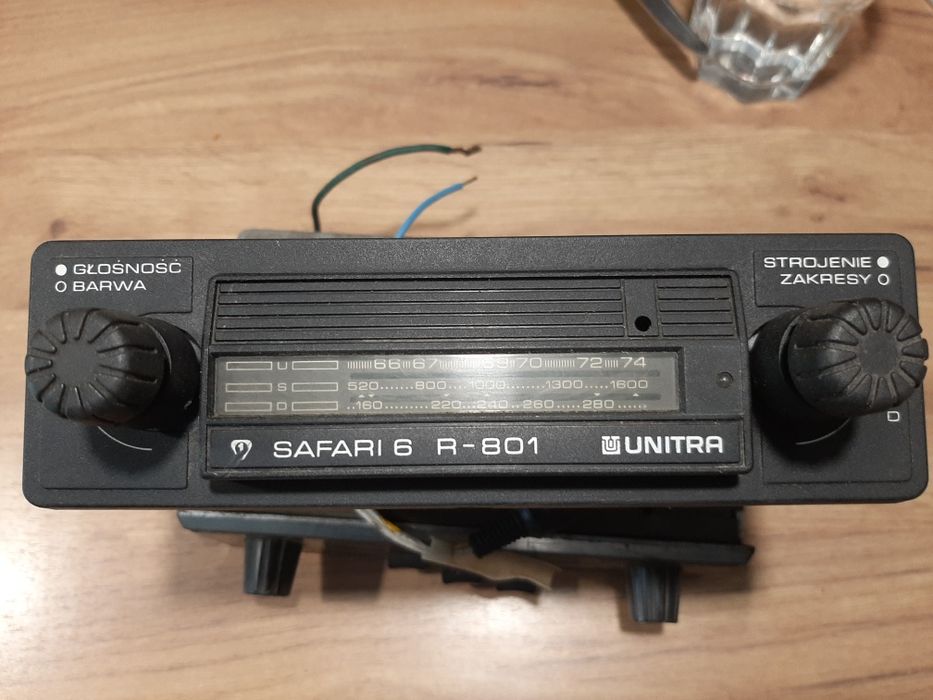 GŁOŚNOŚĆ
BARWA
STROJENIE
ZAKRESY
U 66 67 69 70 72 74
S 520 800 1000 1300 1600
D 160 220 240 260 280
SAFARI 6 R-801 UNITRA
D